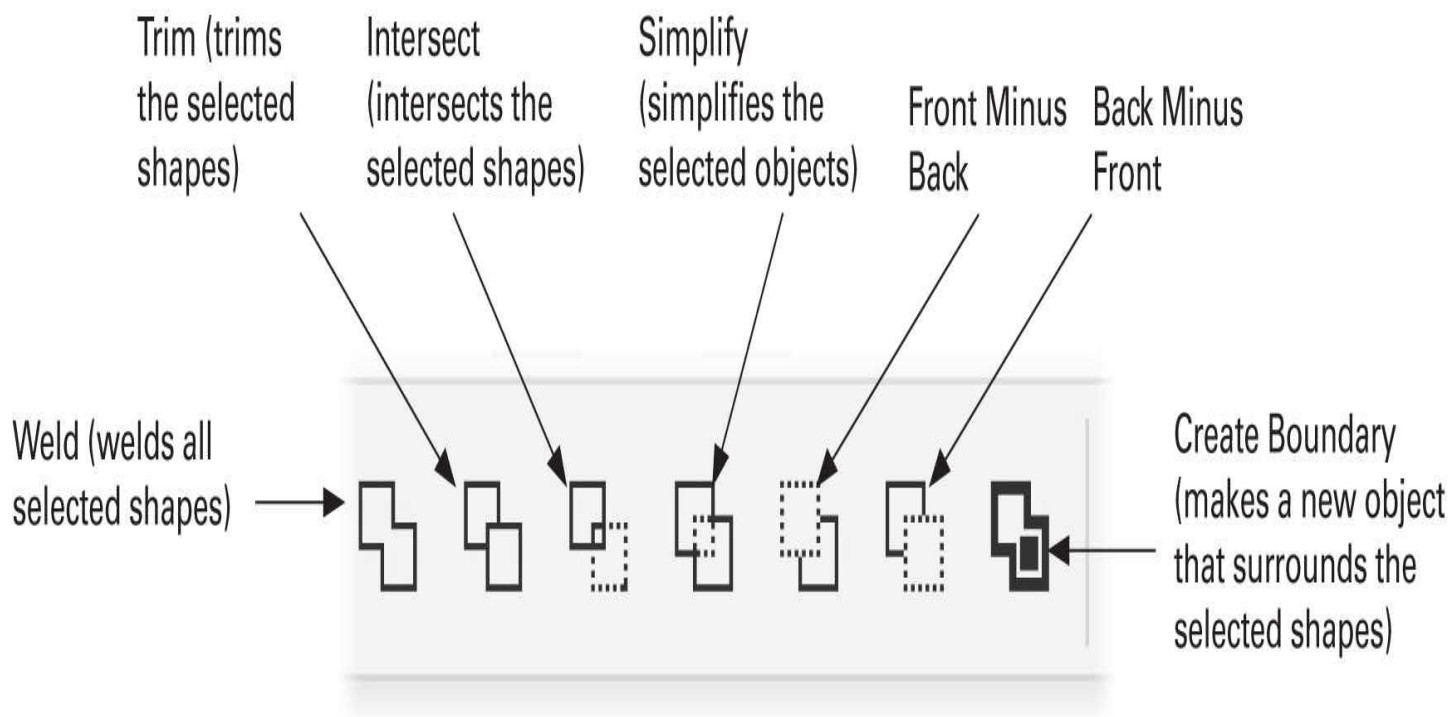 Trim (trims
the selected
shapes)
Intersect
(intersects the
selected shapes)
Simplify
(simplifies the
selected objects)
Front Minus
Back
Back Minus
Front
Weld (welds all
selected shapes)
Create Boundary
(makes a new object
that surrounds the
selected shapes)